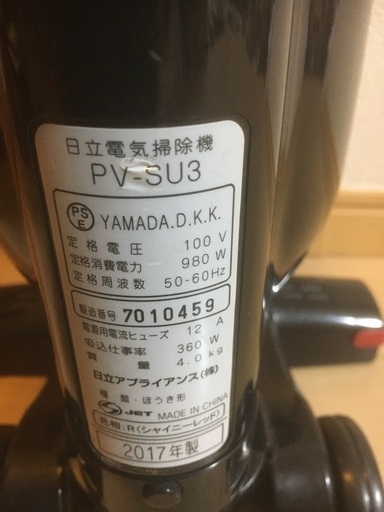 日立電気掃除機
PV-SU3
PSE YAMADA.D.K.K.
定格電圧 100 V
定格消費電力 980 W
定格周波数 50-60Hz
製造番号 7010459
電源用電流ヒューズ 12 A
吸込仕事率 360 W
質量 4.0kg
日立アプライアンス(株)
種類:ほうき形
S JET MADE IN CHINA
色相:R(シャイニーレッド)
2017年製